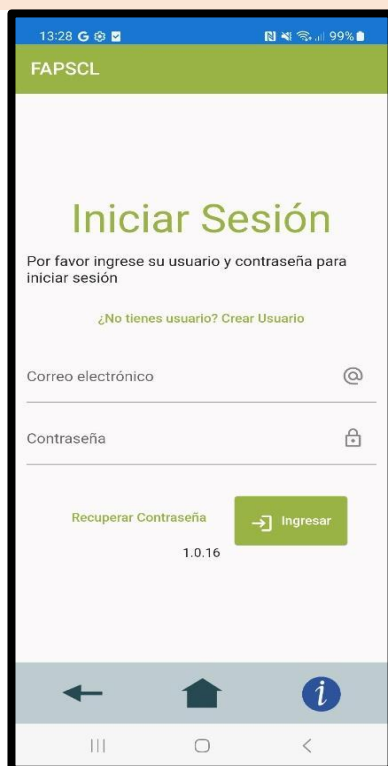 13:28 G 99%
FAPSCL
Iniciar Sesión
Por favor ingrese su usuario y contraseña para
iniciar sesión
¿No tienes usuario? Crear Usuario
Correo electrónico @
Contraseña
Recuperar Contraseña Ingresar
1.0.16
i